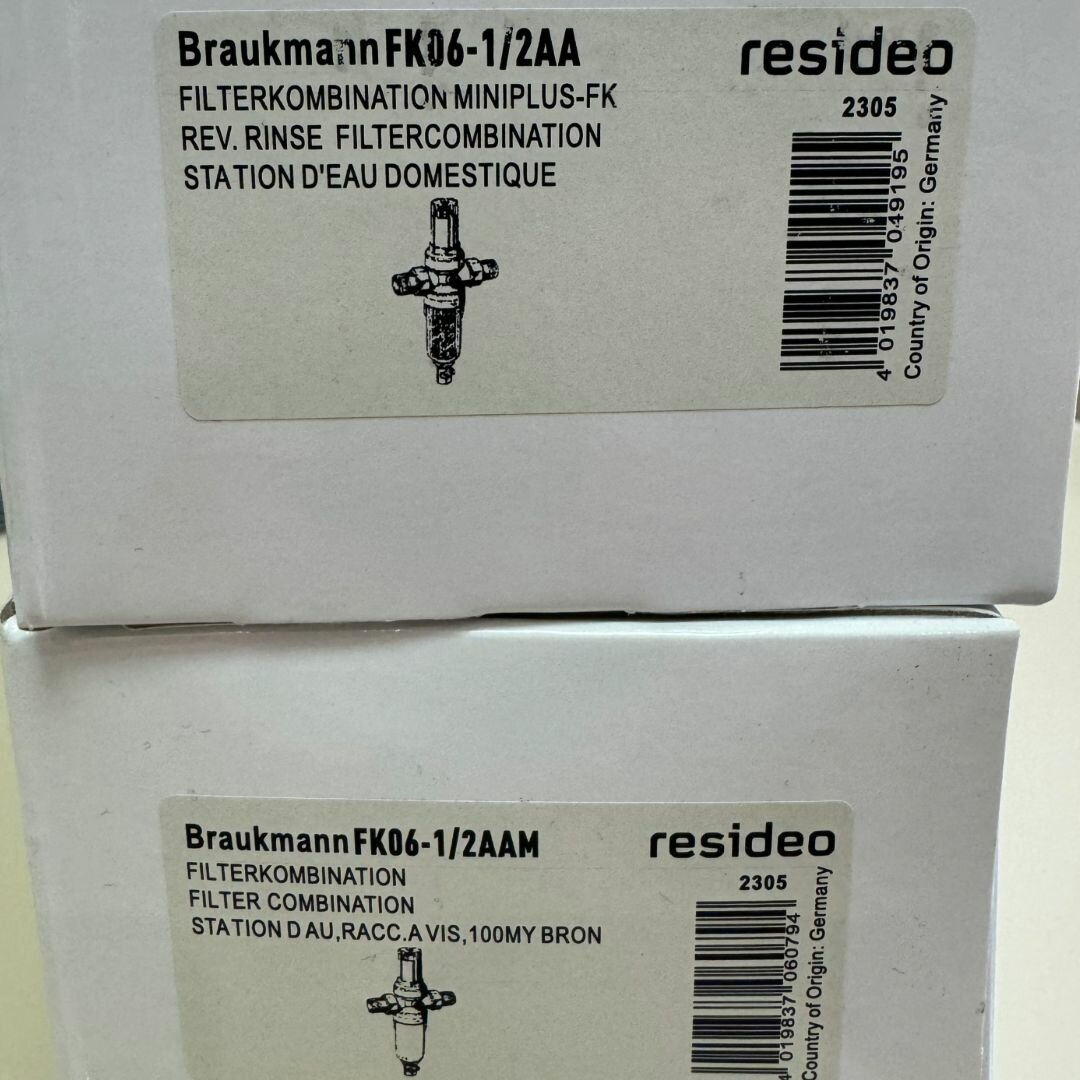 Braukmann FK06-1/2AA
resideo
FILTERKOMBINATION MINIPLUS-FK
REV. RINSE FILTERCOMBINATION
STATION D'EAU DOMESTIQUE
2305
4 019837 049195
Country of Origin: Germany
Braukmann FK06-1/2AAM
resideo
FILTERKOMBINATION
FILTER COMBINATION
STATION D AU,RACC.A VIS,100MY BRON
2305
4 019837 060794
Country of Origin: Germany